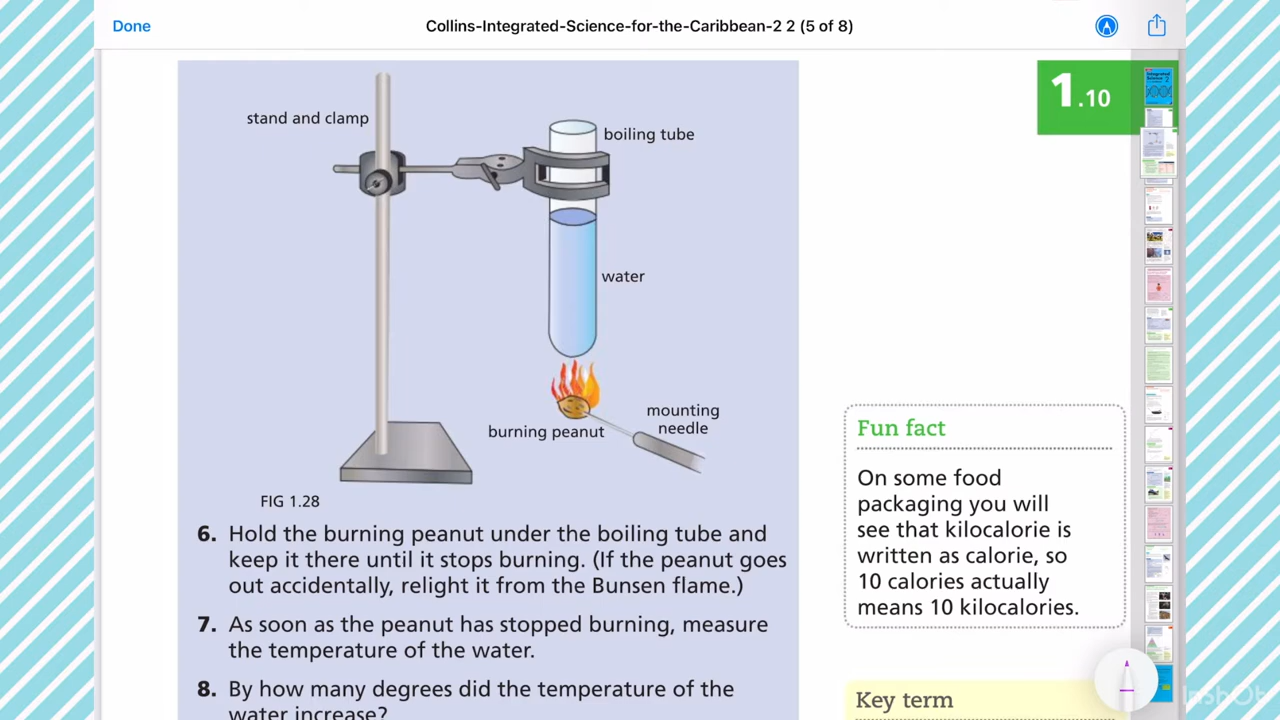 Done
Collins-Integrated-Science-for-the-Caribbean-2 2 (5 of 8)
1.10
stand and clamp
boiling tube
water
mounting
needle
burning peanut
FIG 1.28
6. Hold the burning peanut under the boiling tube and
keep it there until it stops burning. (If the peanut goes
out accidentally, relight it from the Bunsen flame.)
7. As soon as the peanut has stopped burning, measure
the temperature of the water.
8. By how many degrees did the temperature of the
water increase?
Fun fact
On some food
packaging you will
see that kilocalorie is
written as calorie, so
10 calories actually
means 10 kilocalories.
Key term
InShOt